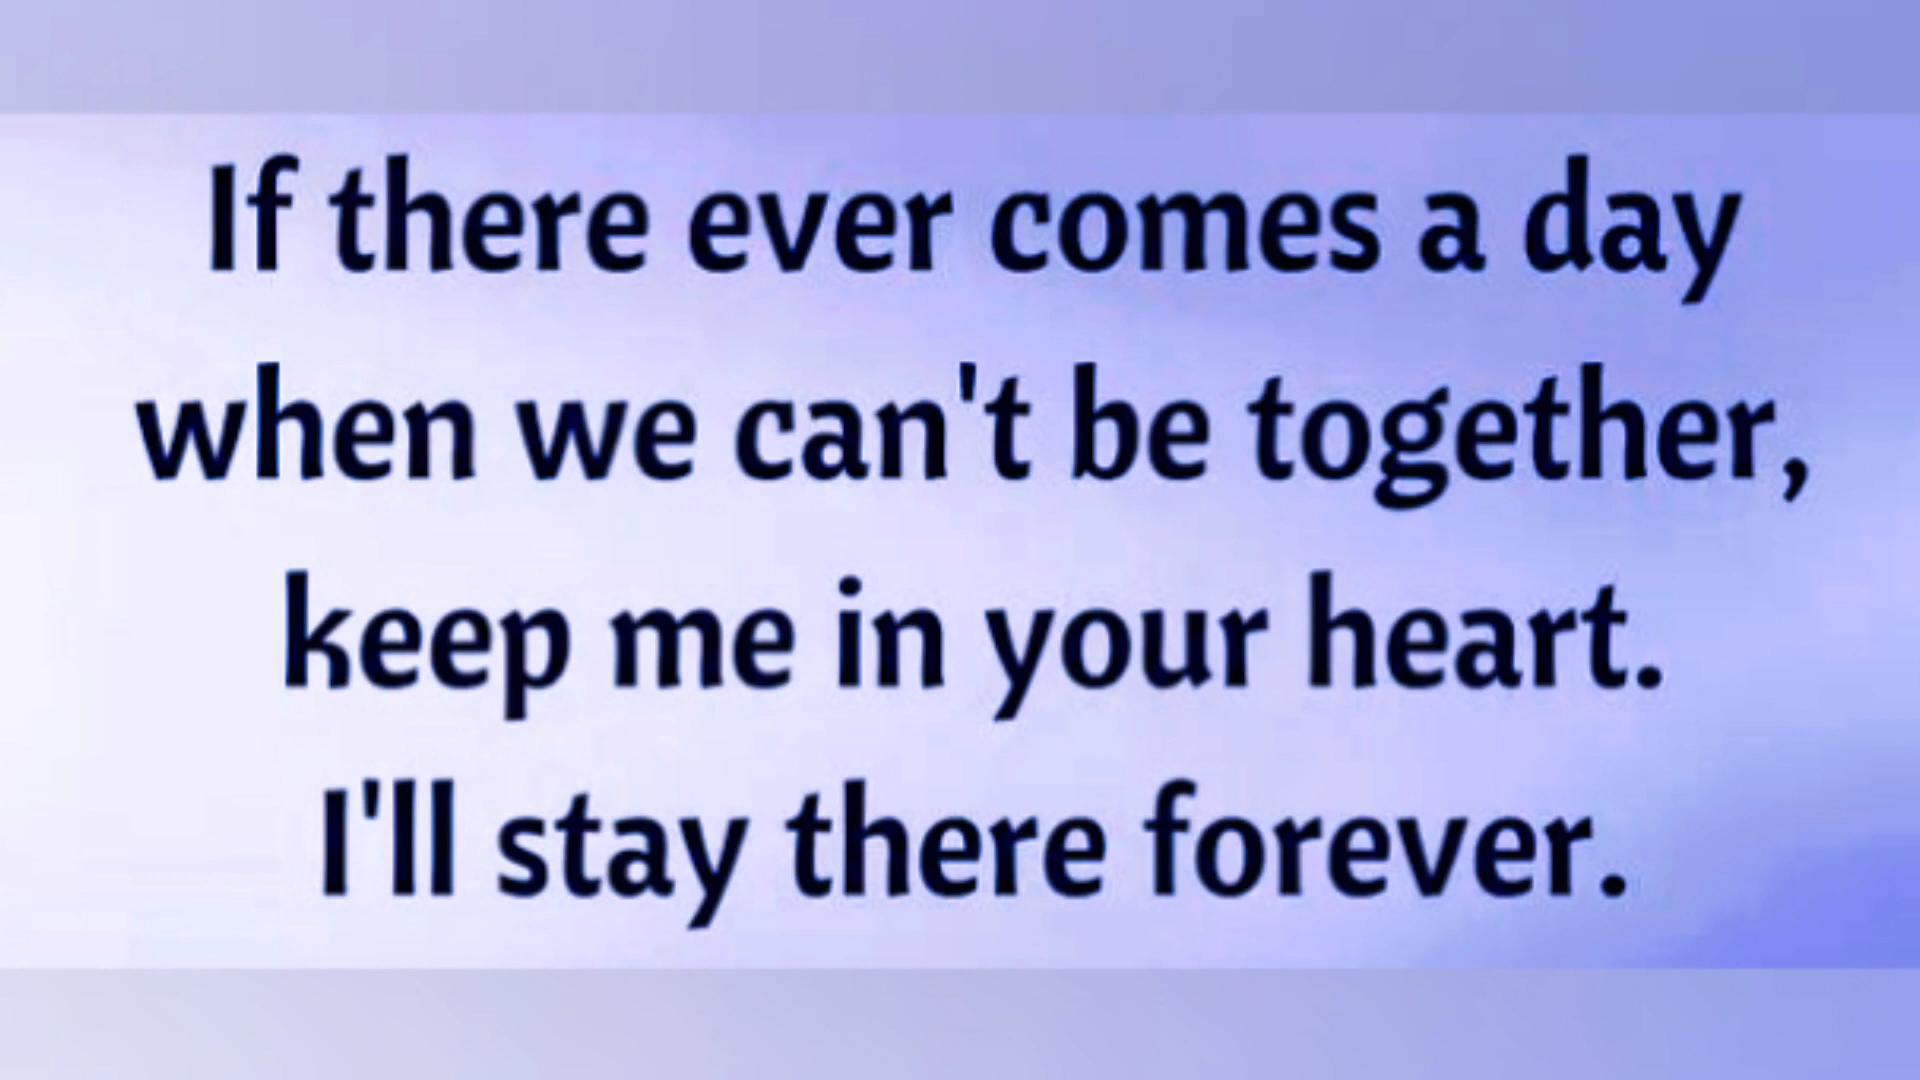 If there ever comes a day
when we can't be together,
keep me in your heart.
I'll stay there forever.